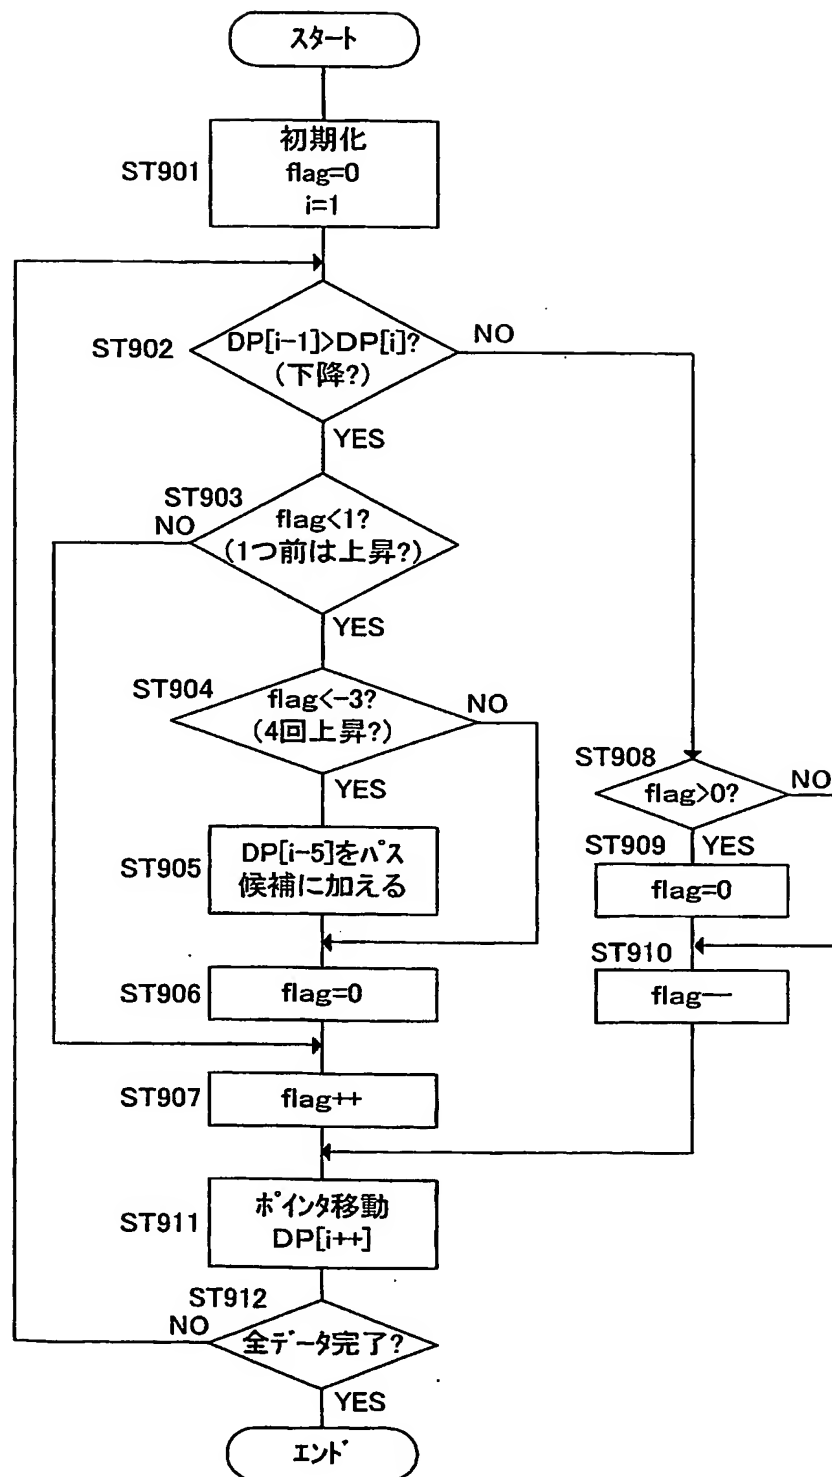 スタート
ST901
初期化
flag=0
i=1
ST902
DP[i-1]>DP[i]?
(下降?)
NO
YES
ST903
NO
flag<1?
(1つ前は上昇?)
YES
ST904
flag<-3?
(4回上昇?)
NO
YES
ST905
DP[i-5]をパス
候補に加える
ST906
flag=0
ST907
flag++
ST908
flag>0?
NO
YES
ST909
flag=0
ST910
flag--
ST911
ポインタ移動
DP[i++]
ST912
NO
全データ完了?
YES
エンド